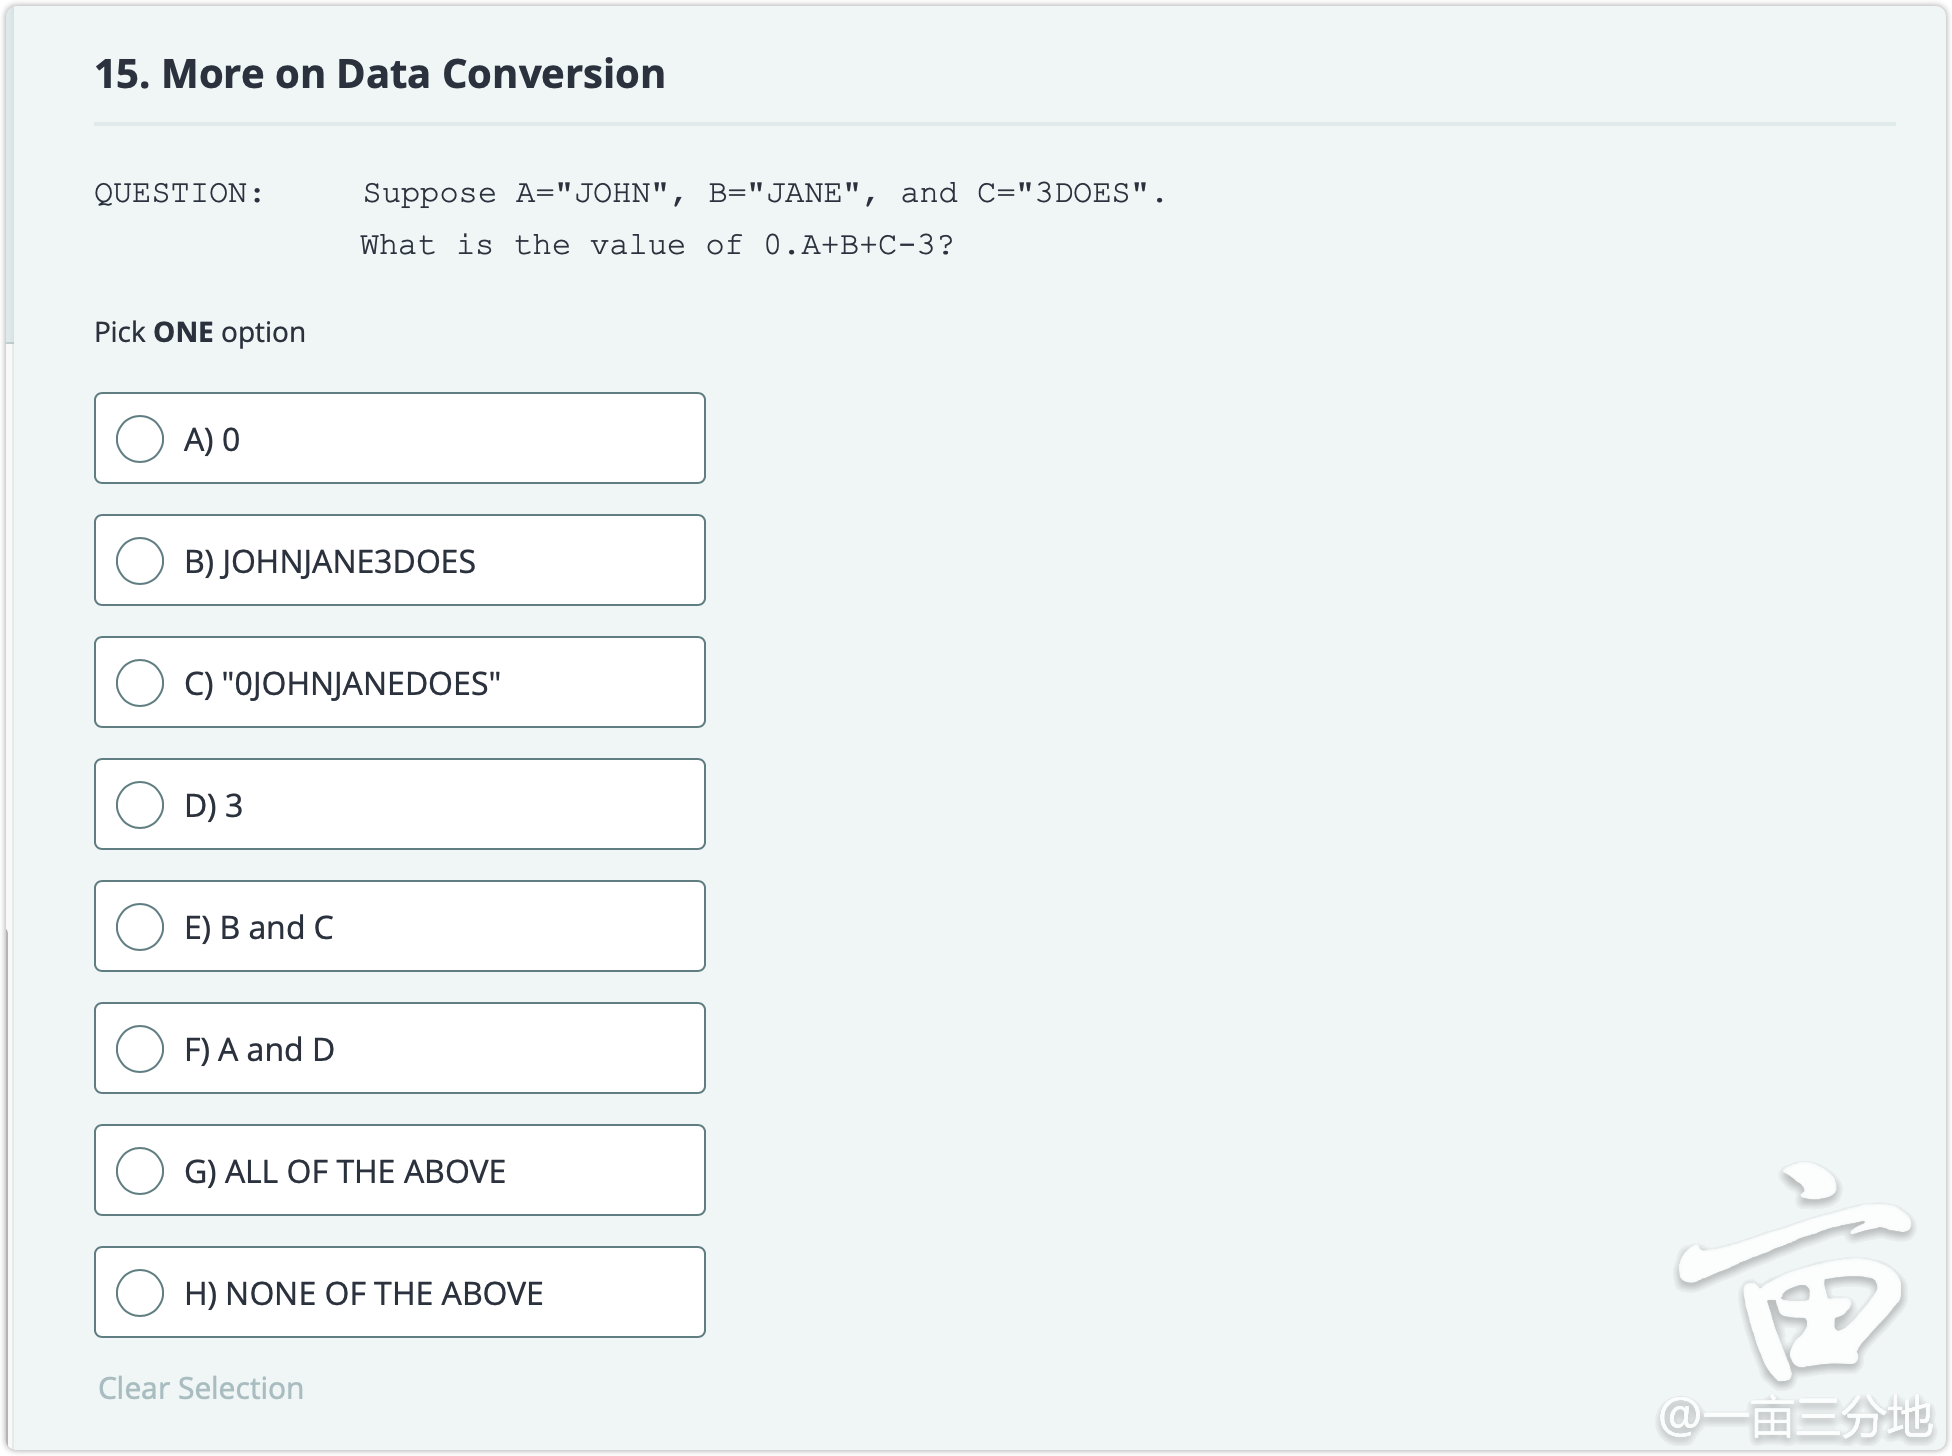 15. More on Data Conversion
QUESTION: Suppose A="JOHN", B="JANE", and C="3DOES".
What is the value of 0.A+B+C-3?
Pick ONE option
A) 0
B) JOHNJANE3DOES
C) "0JOHNJANEDOES"
D) 3
E) B and C
F) A and D
G) ALL OF THE ABOVE
H) NONE OF THE ABOVE
Clear Selection
亩
@一亩三分地